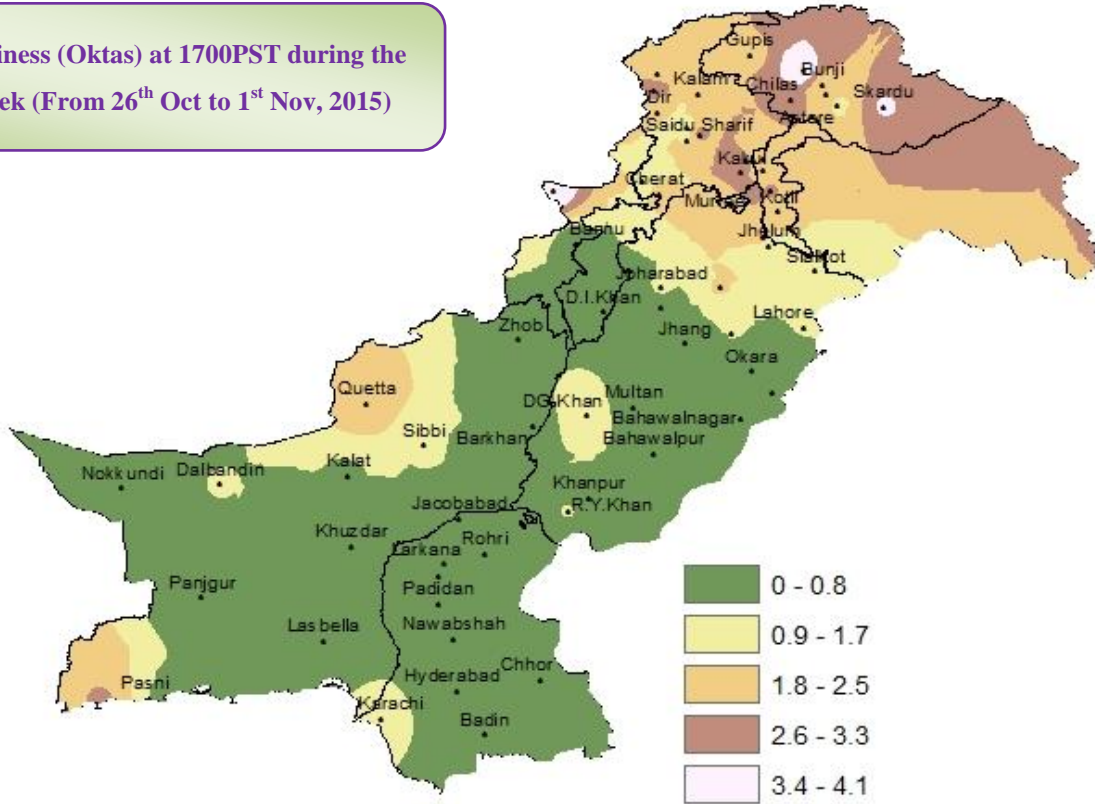 iness (Oktas) at 1700PST during the
ek (From 26th Oct to 1st Nov, 2015)
Gupis
Kalam
Chilas
Bunji
Skardu
Dir
Astore
Saidu Sharif
Kakul
Cherat
Murree
Kotli
Bannu
Jhelum
Sialkot
Joharabad
D.I.Khan
Lahore
Zhob
Jhang
Okara
Quetta
DG.Khan
Multan
Bahawalnagar
Sibbi
Barkhan
Bahawalpur
Nokkundi
Dalbandin
Kalat
Khanpur
R.Y.Khan
Jacobabad
Khuzdar
Larkana
Rohri
Panjgur
Padidan
Lasbella
Nawabshah
Pasni
Hyderabad
Chhor
Karachi
Badin
0 - 0.8
0.9 - 1.7
1.8 - 2.5
2.6 - 3.3
3.4 - 4.1